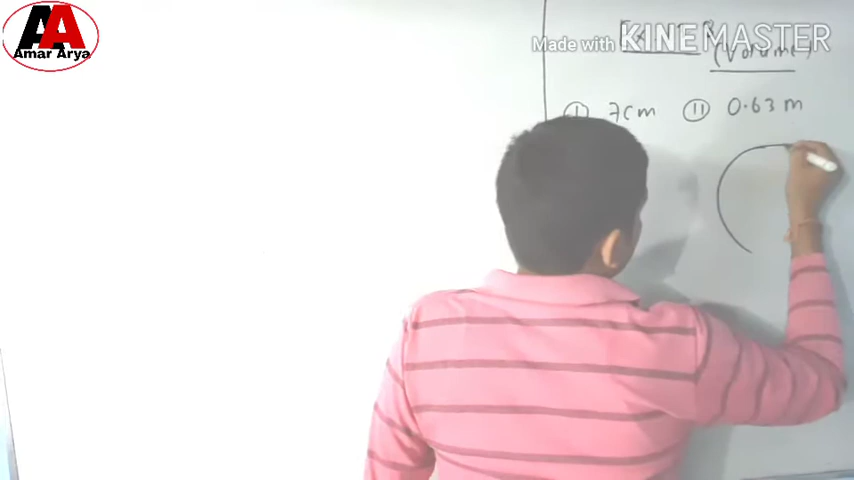 AA
Amar Arya
Made with KINEMASTER
(Volume)
I 7cm II 0.63 m